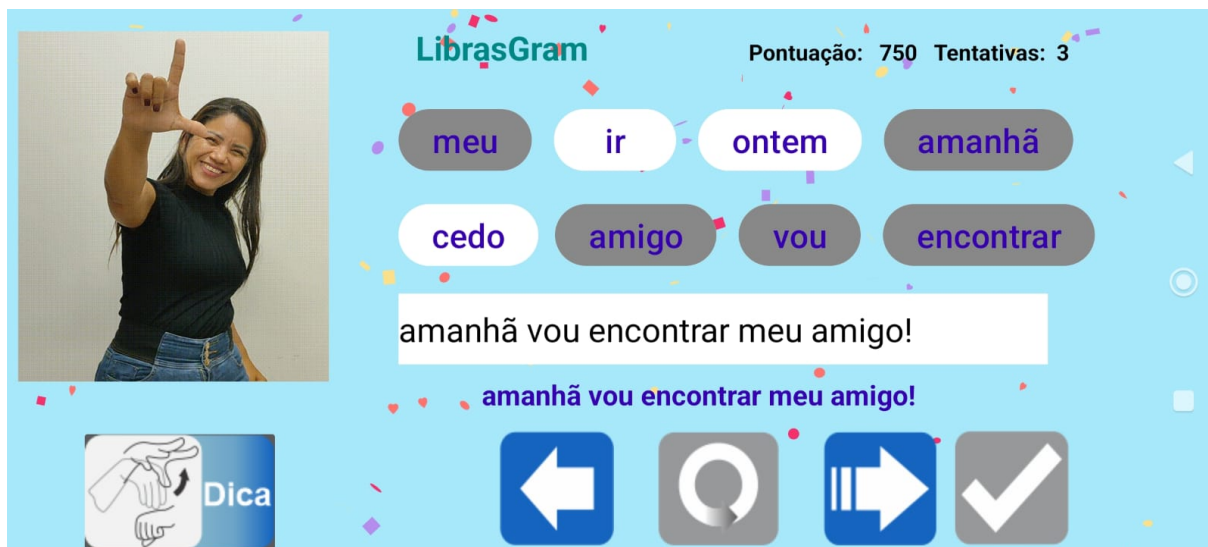 LibrasGram
Pontuação: 750 Tentativas: 3
meu ir ontem amanhã
cedo amigo vou encontrar
amanhã vou encontrar meu amigo!
amanhã vou encontrar meu amigo!
Dica